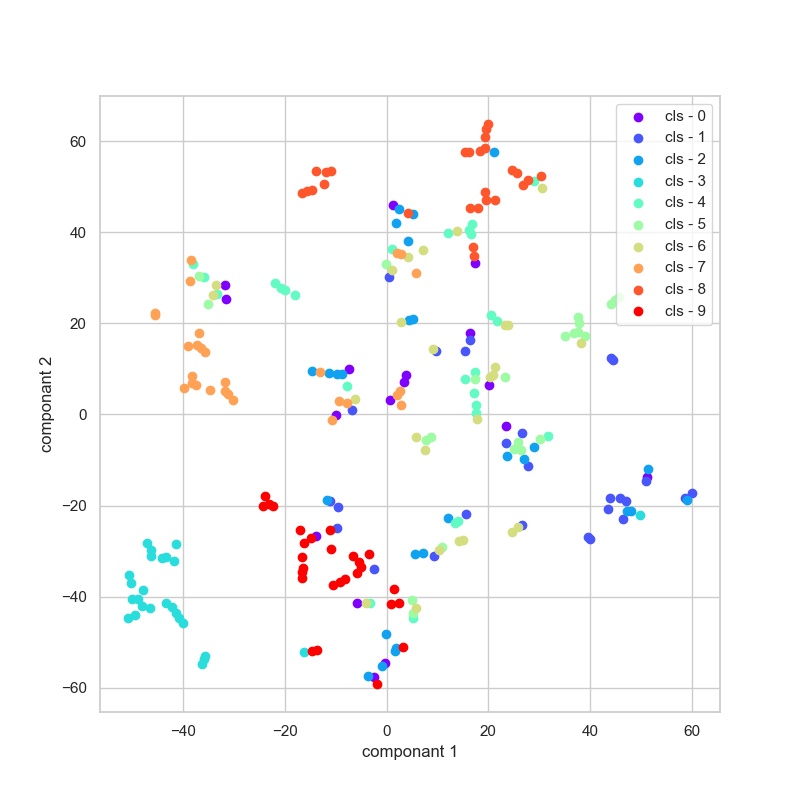 60
40
20
0
−20
−40
−60
−40
−20
0
20
40
60
componant 1
componant 2
cls - 0
cls - 1
cls - 2
cls - 3
cls - 4
cls - 5
cls - 6
cls - 7
cls - 8
cls - 9